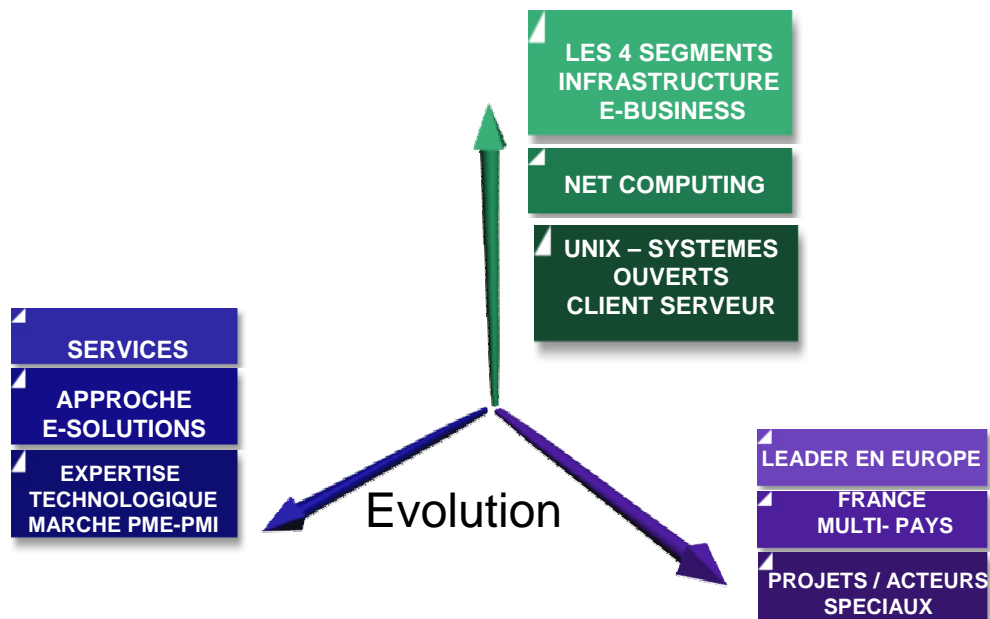 LES 4 SEGMENTS
INFRASTRUCTURE
E-BUSINESS
NET COMPUTING
UNIX – SYSTEMES
OUVERTS
CLIENT SERVEUR
SERVICES
APPROCHE
E-SOLUTIONS
EXPERTISE
TECHNOLOGIQUE
MARCHE PME-PMI
Evolution
LEADER EN EUROPE
FRANCE
MULTI- PAYS
PROJETS / ACTEURS
SPECIAUX